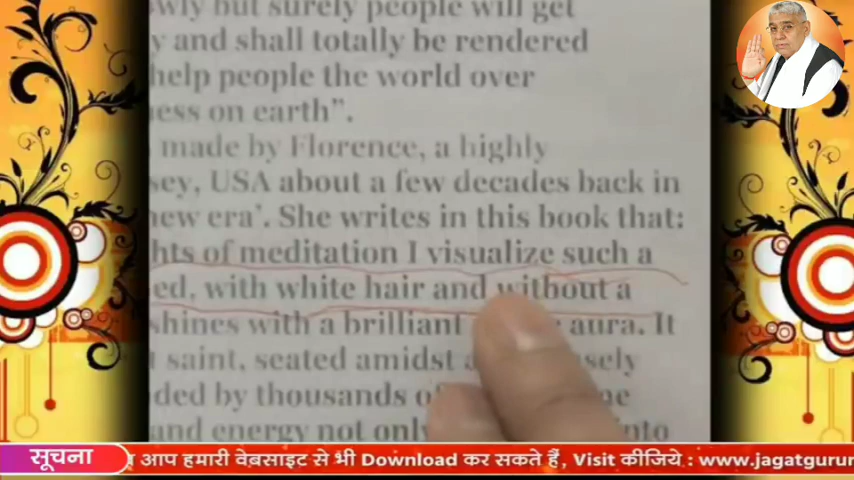 wly but surely people will get
y and shall totally be rendered
help people the world over
ess on earth".
made by Florence, a highly
sey, USA about a few decades back in
new era'. She writes in this book that:
hts of meditation I visualize such a
ed, with white hair and without a
shines with a brilliant aura. It
t saint, seated amidst a
ded by thousands of
and energy not only
सूचना
आप हमारी वेबसाइट से भी Download कर सकते हैं, Visit कीजिये : www.jagatgurur